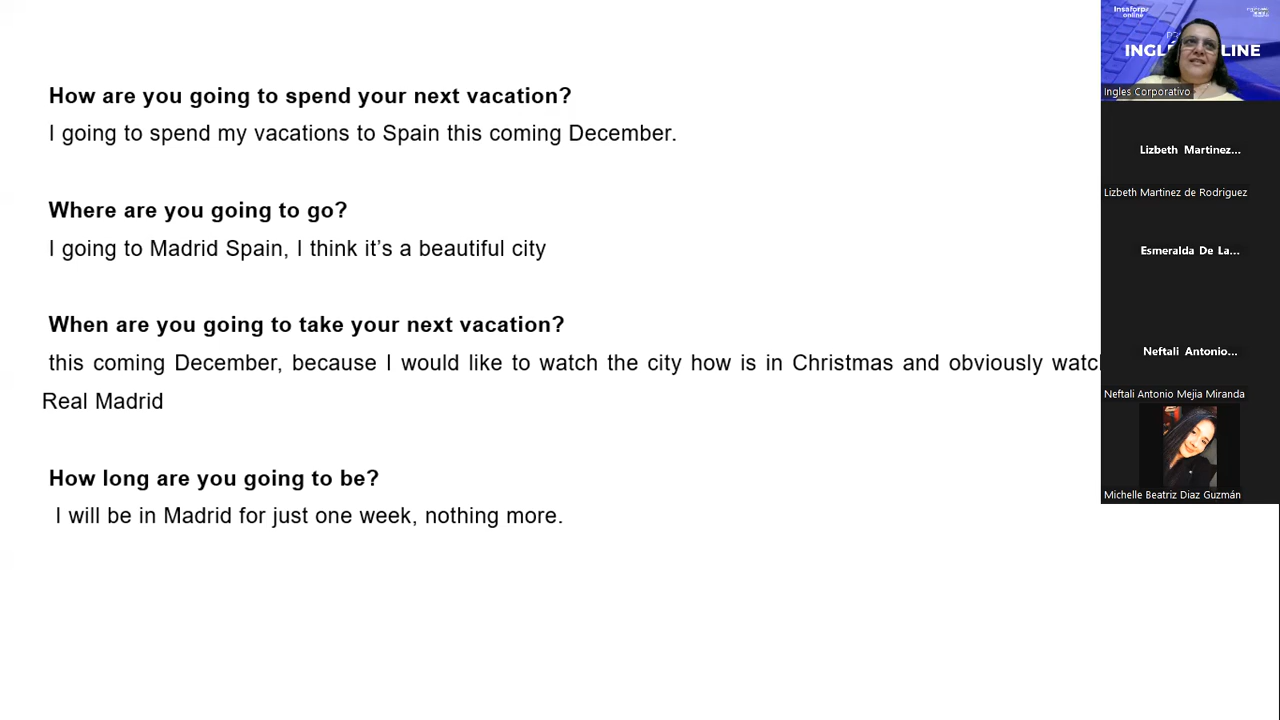 How are you going to spend your next vacation?
I going to spend my vacations to Spain this coming December.
Where are you going to go?
I going to Madrid Spain, I think it's a beautiful city
When are you going to take your next vacation?
this coming December, because I would like to watch the city how is in Christmas and obviously watch
Real Madrid
How long are you going to be?
I will be in Madrid for just one week, nothing more.
Insaforp
online
Ingles Corporativo
Lizbeth Martinez...
Lizbeth Martinez de Rodriguez
Esmeralda De La...
Neftali Antonio...
Neftali Antonio Mejia Miranda
Michelle Beatriz Diaz Guzmán